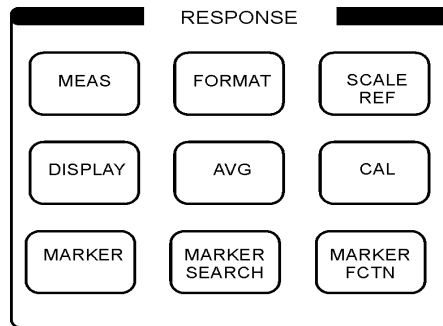 RESPONSE
MEAS
FORMAT
SCALE
REF
DISPLAY
AVG
CAL
MARKER
MARKER
SEARCH
MARKER
FCTN